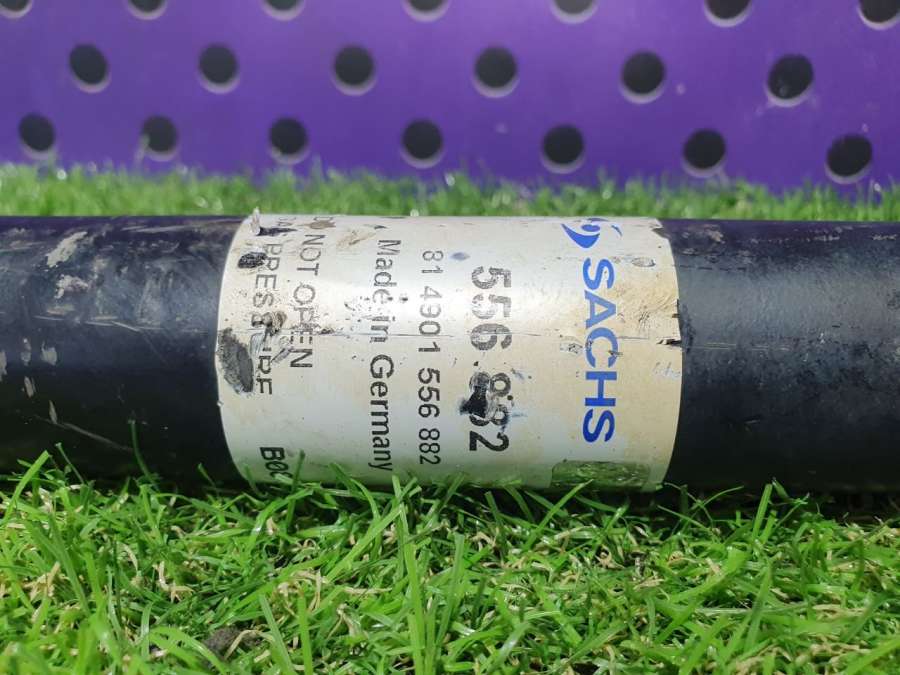 SACHS
556.882
81 4901 556 882
Made in Germany
NOT OPEN
PRESSURE